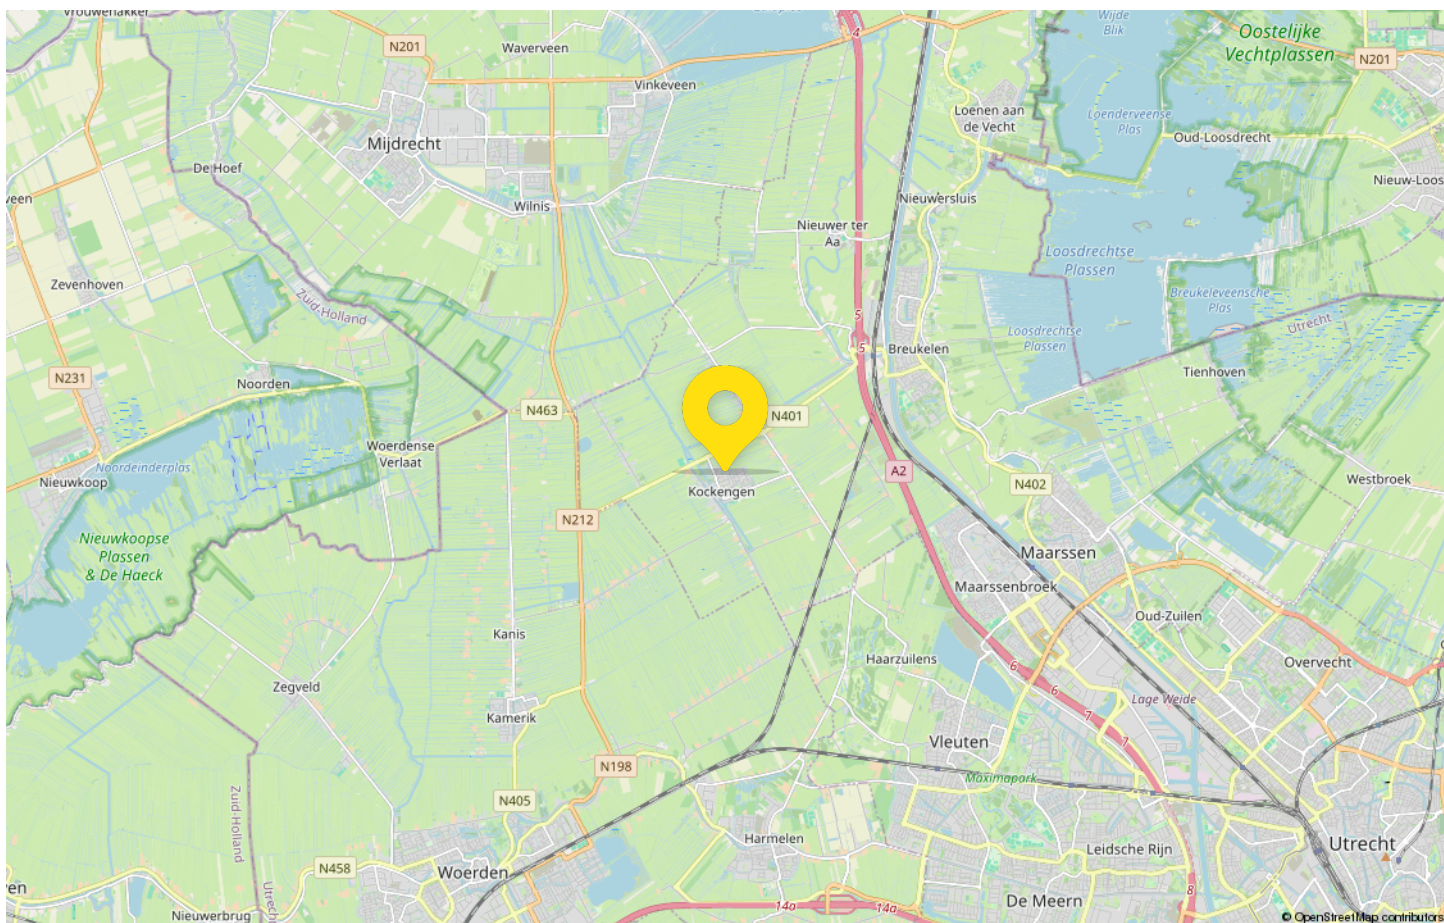 Vrouwenakker
N201
Waverveen
4
Wijde
Blik
Oostelijke
Vechtplassen
N201
Vinkeveen
Loenen aan
de Vecht
Loenderveense
Plas
Oud-Loosdrecht
Mijdrecht
De Hoef
Nieuw-Loos
veen
Wilnis
Nieuwersluis
Nieuwer ter
Aa
Loosdrechtse
Plassen
Zevenhoven
Zuid-Holland
Breukeleveensche
Plas
5
Loosdrechtse
Plassen
Utrecht
5
Breukelen
N231
Noorden
Tienhoven
N463
N401
Woerdense
Verlaat
Noordeinderplas
Nieuwkoop
A2
N402
Westbroek
Kockengen
N212
Nieuwkoopse
Plassen
& De Haeck
Maarssen
Maarssenbroek
Oud-Zuilen
Kanis
Haarzuilens
6
Overvecht
Zegveld
6
Lage Weide
Kamerik
7
Vleuten
7
N198
Maximapark
Zuid-Holland
N405
Harmelen
Utrecht
Leidsche Rijn
N458
Woerden
ven
Utrecht
8
De Meern
Nieuwerbrug
14a
14a
© OpenStreetMap contributors